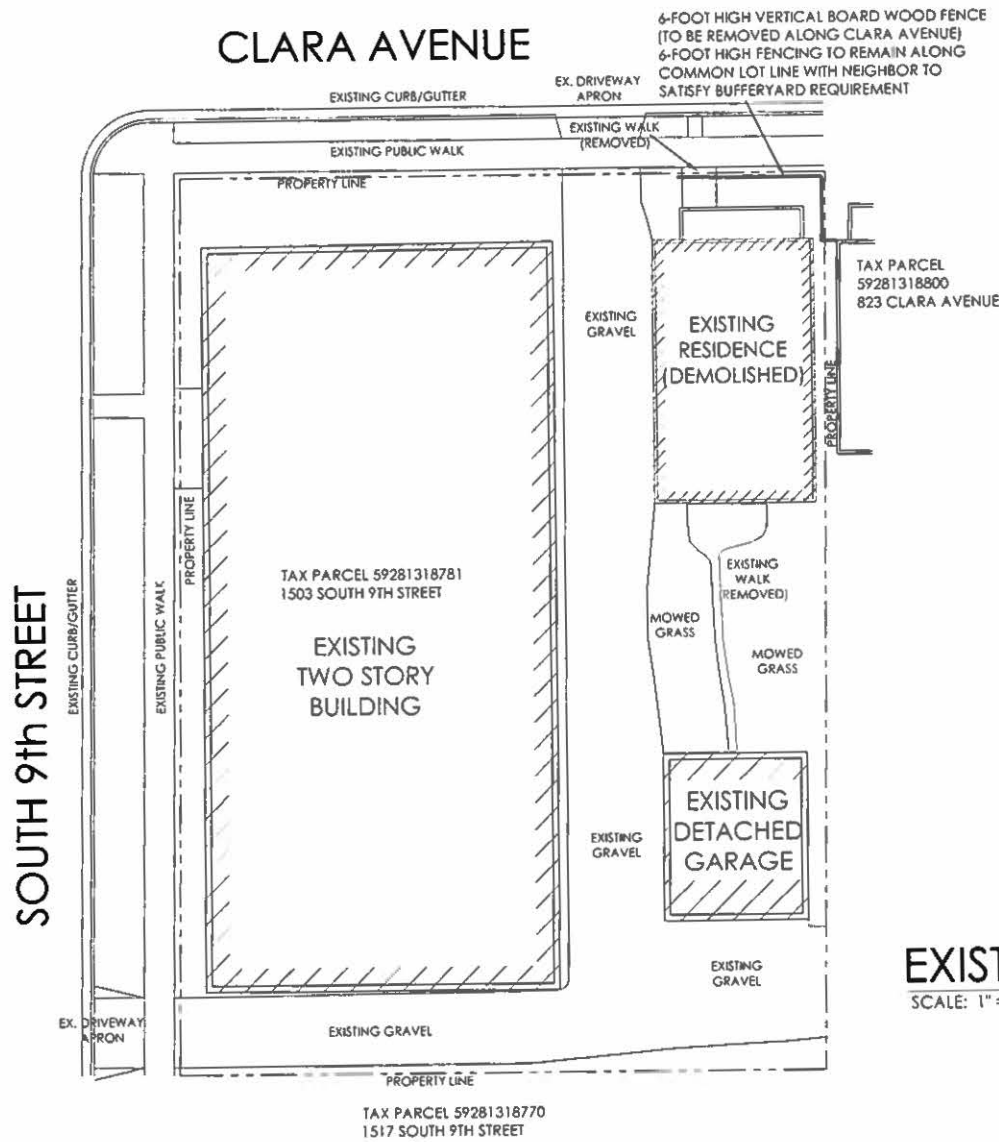 CLARA AVENUE
6-FOOT HIGH VERTICAL BOARD WOOD FENCE
(TO BE REMOVED ALONG CLARA AVENUE)
6-FOOT HIGH FENCING TO REMAIN ALONG
COMMON LOT LINE WITH NEIGHBOR TO
SATISFY BUFFERYARD REQUIREMENT
EXISTING CURB/GUTTER
EX. DRIVEWAY
APRON
EXISTING WALK
(REMOVED)
EXISTING PUBLIC WALK
PROPERTY LINE
TAX PARCEL
59281318800
823 CLARA AVENUE
EXISTING
GRAVEL
EXISTING
RESIDENCE
(DEMOLISHED)
PROPERTY LINE
PROPERTY LINE
TAX PARCEL 59281318781
1503 SOUTH 9TH STREET
EXISTING
TWO STORY
BUILDING
EXISTING
WALK
REMOVED)
MOWED
GRASS
MOWED
GRASS
SOUTH 9th STREET
EXISTING CURB/GUTTER
EXISTING PUBLIC WALK
EXISTING
DETACHED
GARAGE
EXISTING
GRAVEL
EXISTING
GRAVEL
EXIST
SCALE: 1" =
EX. DRIVEWAY
APRON
EXISTING GRAVEL
PROPERTY LINE
TAX PARCEL 59281318770
1517 SOUTH 9TH STREET